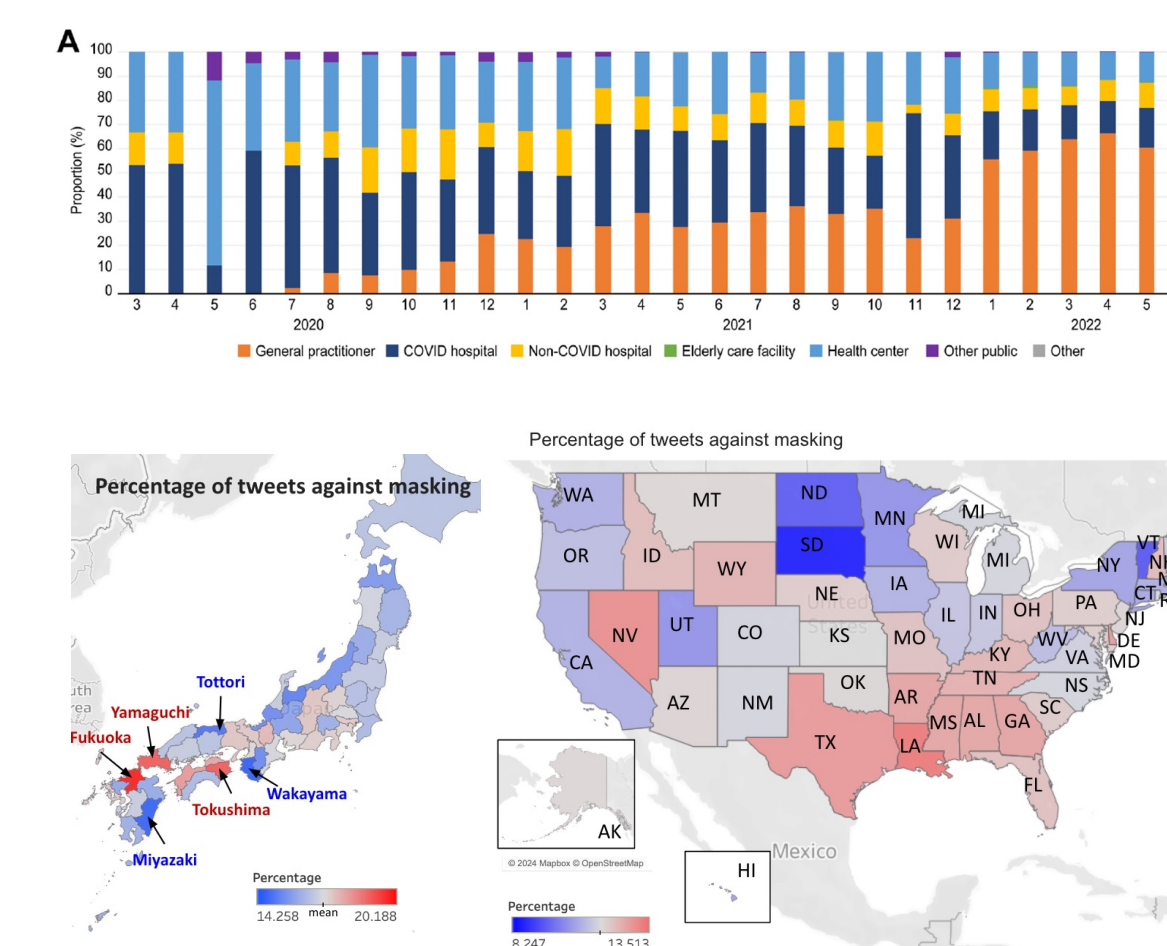 A
100
90
80
70
60
50
40
30
20
10
0
Proportion (%)
3 4 5 6 7 8 9 10 11 12 1 2 3 4 5 6 7 8 9 10 11 12 1 2 3 4 5
2020 2021 2022
General practitioner COVID hospital Non-COVID hospital Elderly care facility Health center Other public Other
Percentage of tweets against masking
Tottori
Yamaguchi
Fukuoka
Wakayama
Tokushima
Miyazaki
Percentage
14.258 mean 20.188
Percentage of tweets against masking
WA MT ND MN MI VT
OR ID WY SD WI MI NY
NE IA CT
NV UT CO KS IL IN OH PA NJ
CA MO WV DE
KY VA MD
AZ NM OK AR TN NS
TX MS AL GA SC
LA
FL
United
States
AK
© 2024 Mapbox © OpenStreetMap
HI
Mexico
Percentage
8.247 13.513